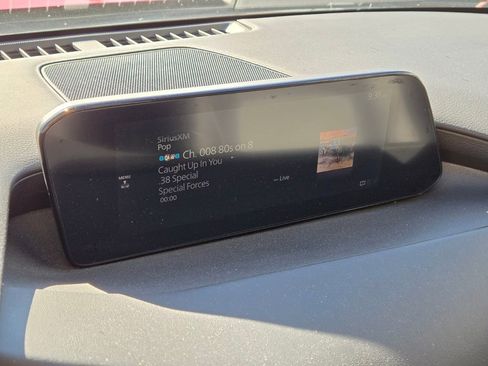 SiriusXM
Pop
Ch. 008 80s on 8
Caught Up In You
.38 Special
Special Forces
00:00
Live
MENU